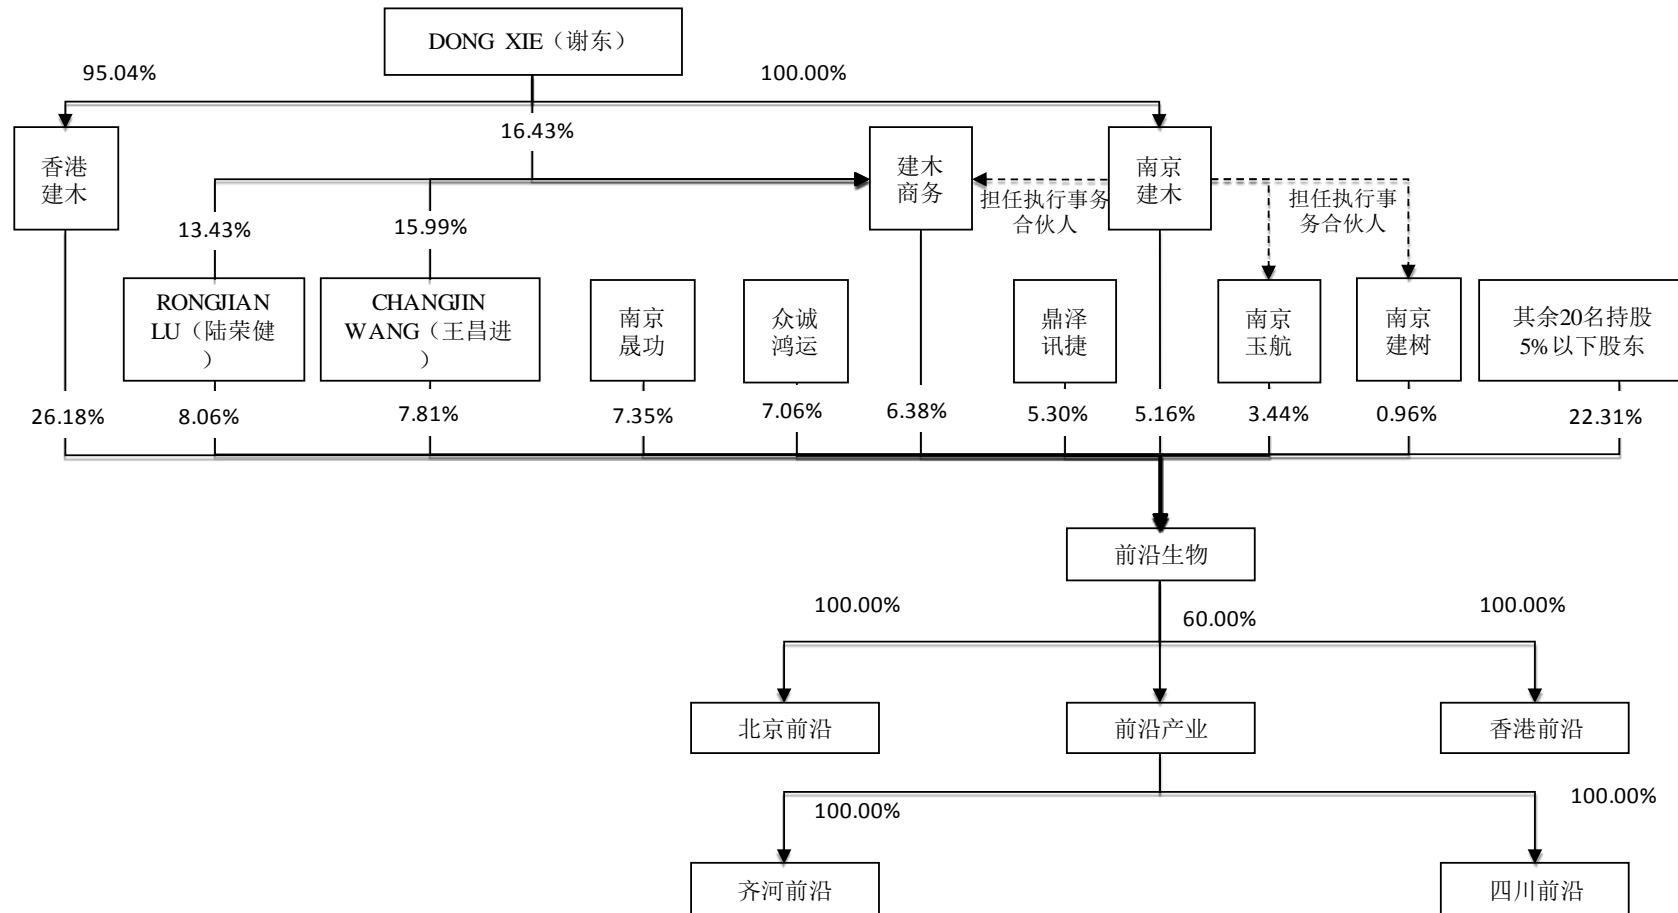 DONG XIE（谢东）
95.04%
100.00%
16.43%
香港
建木
建木
商务
南京
建木
担任执行事务
合伙人
担任执行事
务合伙人
13.43%
15.99%
RONGJIAN
LU（陆荣健
）
CHANGJIN
WANG（王昌进
）
南京
晟功
众诚
鸿运
鼎泽
讯捷
南京
玉航
南京
建树
其余20名持股
5%以下股东
26.18%
8.06%
7.81%
7.35%
7.06%
6.38%
5.30%
5.16%
3.44%
0.96%
22.31%
前沿生物
100.00%
60.00%
100.00%
北京前沿
前沿产业
香港前沿
100.00%
100.00%
齐河前沿
四川前沿